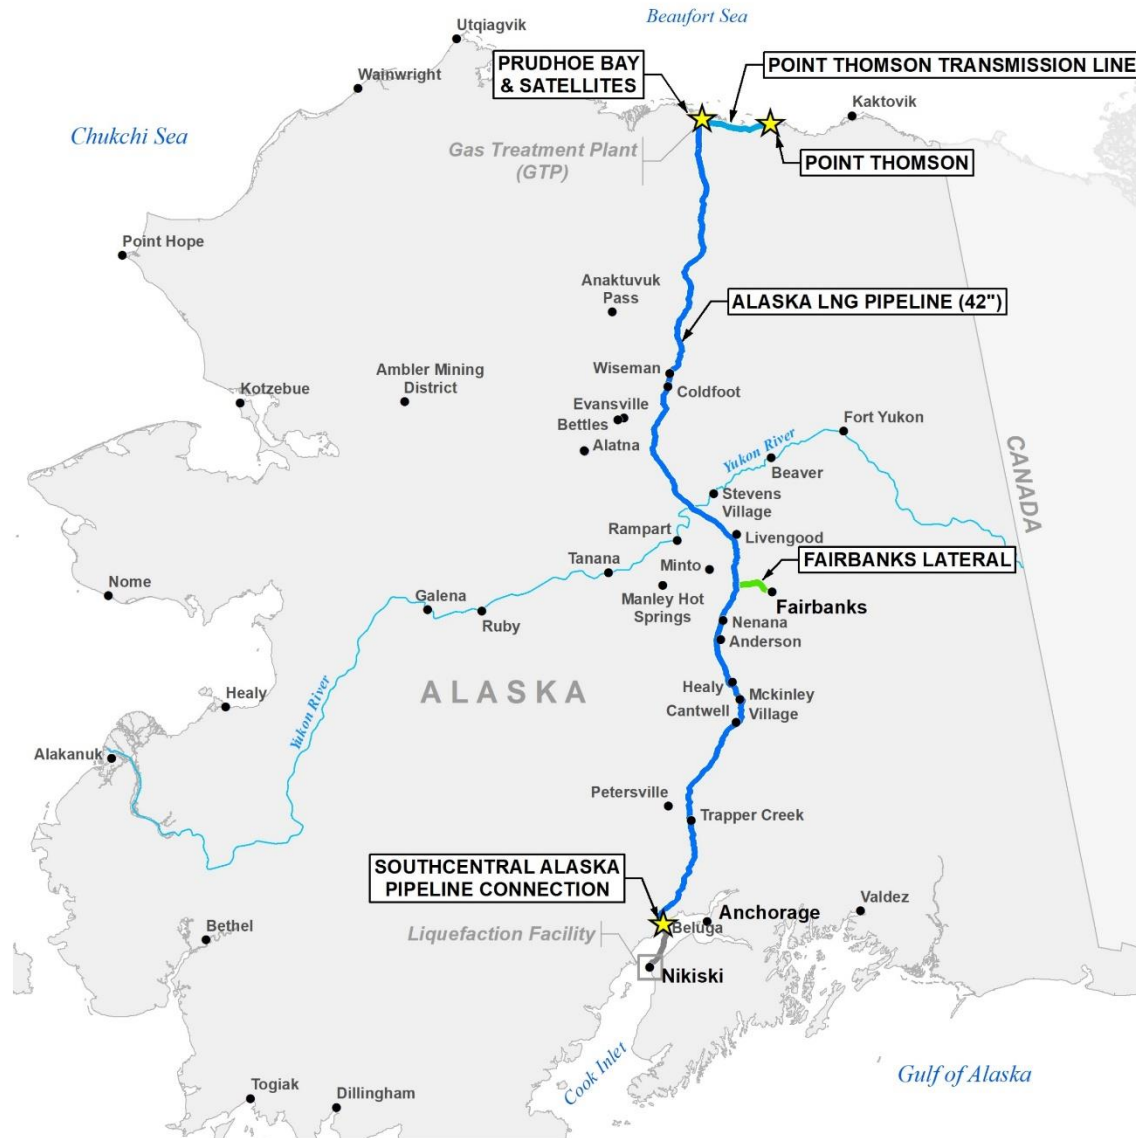 Beaufort Sea
Utqiagvik
PRUDHOE BAY
& SATELLITES
POINT THOMSON TRANSMISSION LINE
Wainwright
Kaktovik
Chukchi Sea
Gas Treatment Plant
(GTP)
POINT THOMSON
Point Hope
Anaktuvuk
Pass
ALASKA LNG PIPELINE (42")
Wiseman
Ambler Mining
District
Coldfoot
Kotzebue
Evansville
Bettles
Fort Yukon
Alatna
Yukon River
Beaver
CANADA
Stevens
Village
Rampart
Livengood
Tanana
Minto
FAIRBANKS LATERAL
Nome
Galena
Ruby
Manley Hot
Springs
Fairbanks
Nenana
Anderson
Healy
ALASKA
Healy
Mckinley
Village
Cantwell
Yukon River
Alakanuk
Petersville
Trapper Creek
SOUTHCENTRAL ALASKA
PIPELINE CONNECTION
Valdez
Anchorage
Bethel
Liquefaction Facility
Beluga
Nikiski
Cook Inlet
Gulf of Alaska
Togiak
Dillingham